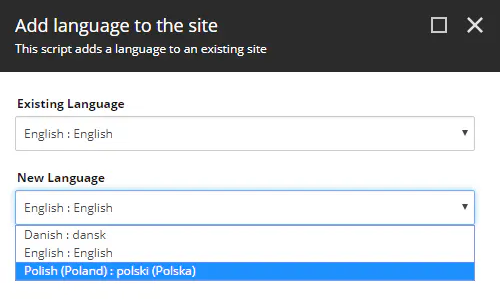 Add language to the site
This script adds a language to an existing site
Existing Language
English : English
New Language
English : English
Danish : dansk
English : English
Polish (Poland) : polski (Polska)